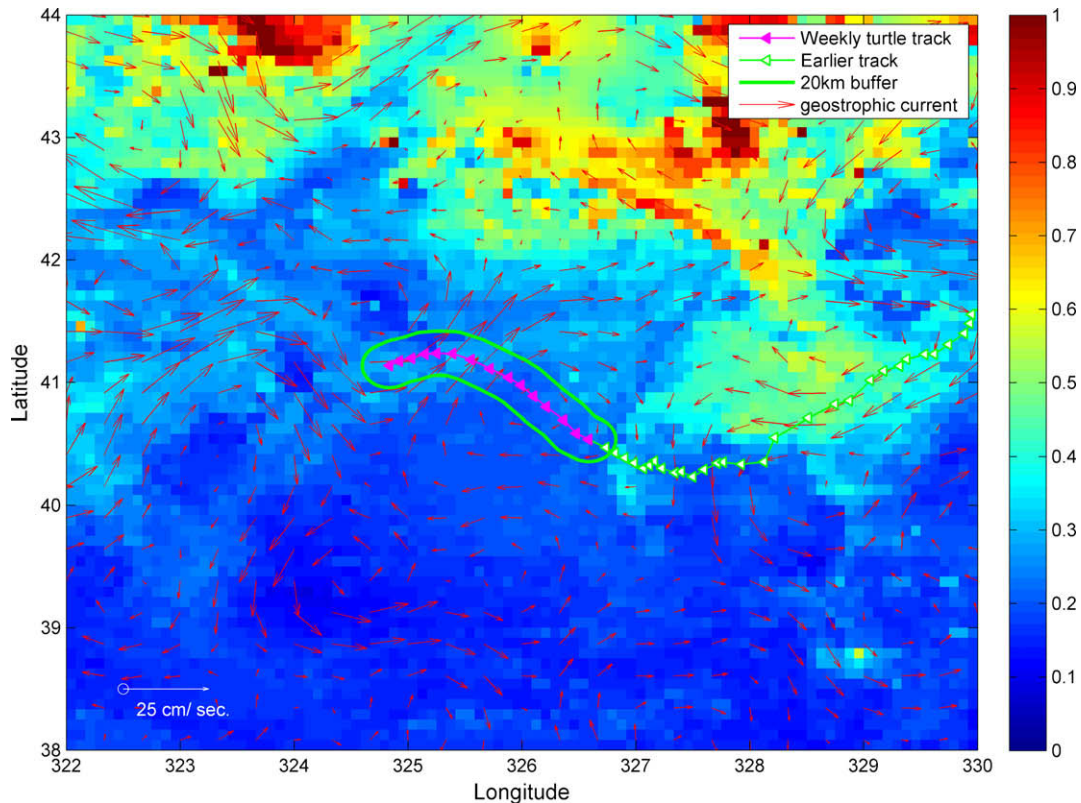 Weekly turtle track
Earlier track
20km buffer
geostrophic current
44
43
42
41
40
39
38
Latitude
25 cm/ sec.
322 323 324 325 326 327 328 329 330
Longitude
1
0.9
0.8
0.7
0.6
0.5
0.4
0.3
0.2
0.1
0